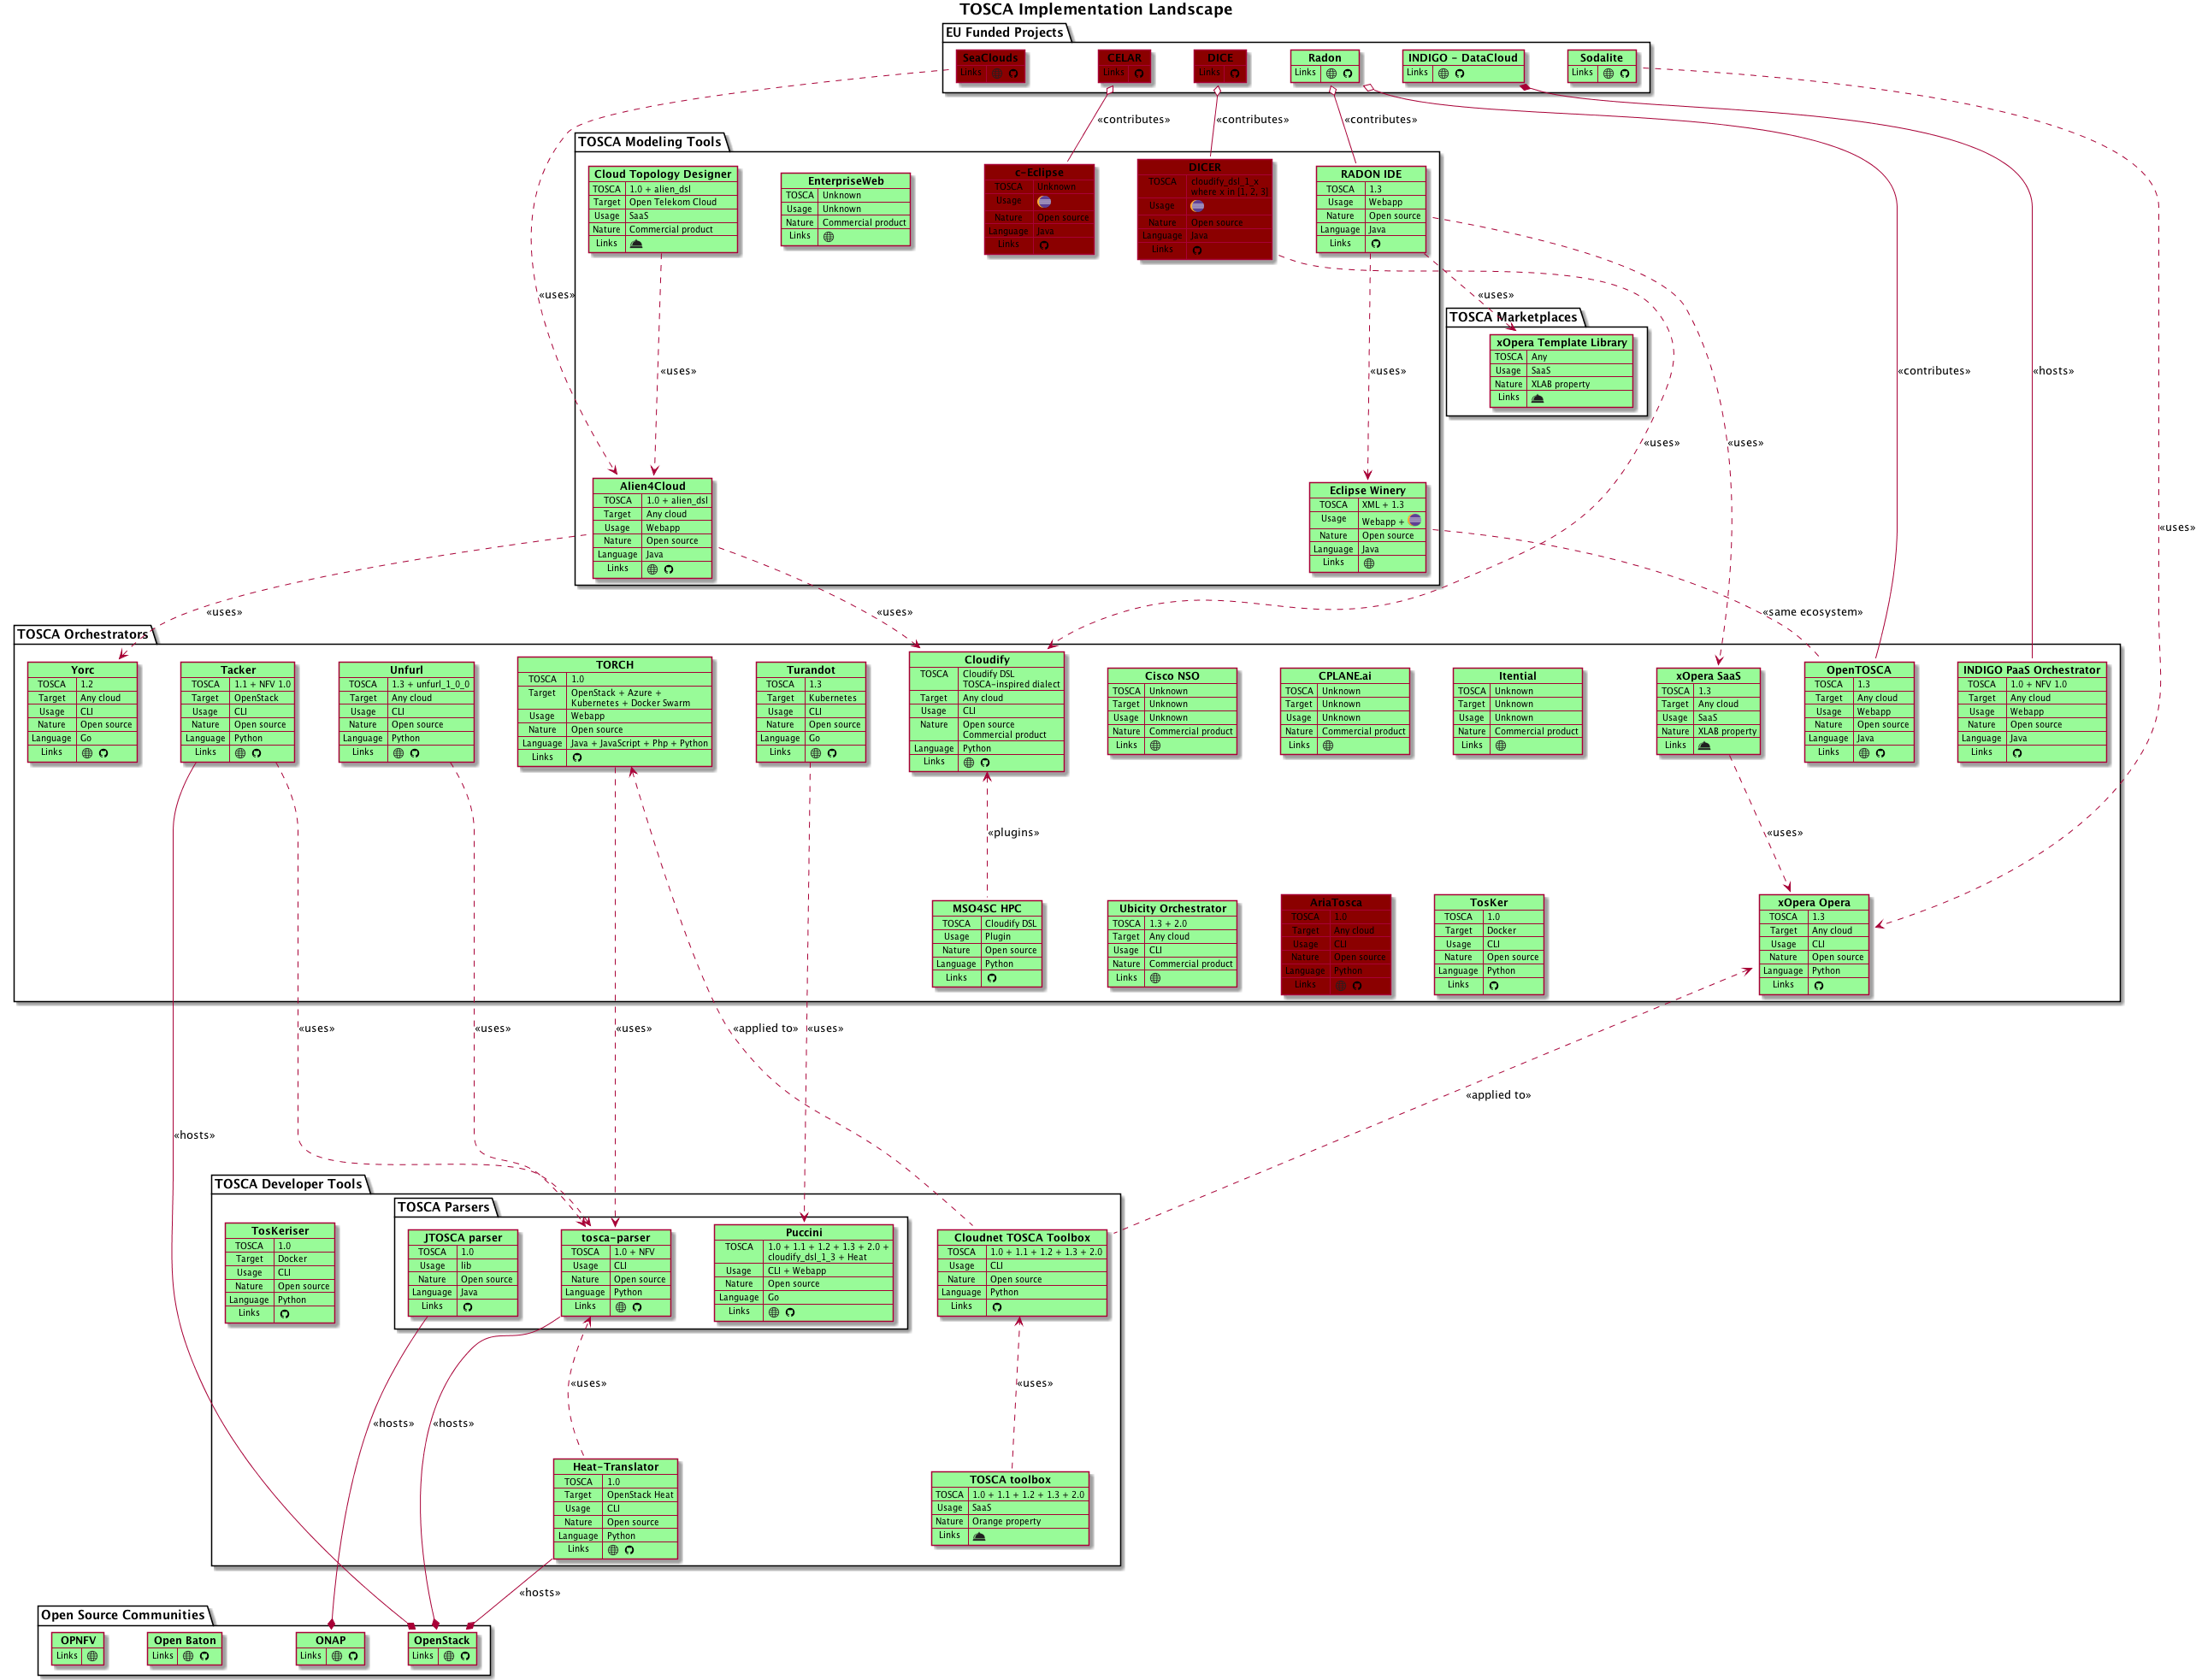 TOSCA Implementation Landscape
EU Funded Projects
SeaClouds
Links
CELAR
Links
DICE
Links
Radon
Links
INDIGO - DataCloud
Links
Sodalite
Links
«contributes»
«contributes»
«contributes»
TOSCA Modeling Tools
Cloud Topology Designer
TOSCA 1.0 + alien_dsl
Target Open Telekom Cloud
Usage SaaS
Nature Commercial product
Links
EnterpriseWeb
TOSCA Unknown
Usage Unknown
Nature Commercial product
Links
c-Eclipse
TOSCA Unknown
Usage
Nature Open source
Language Java
Links
DICER
TOSCA cloudify_dsl_1_x
where x in [1, 2, 3]
Usage
Nature Open source
Language Java
Links
RADON IDE
TOSCA 1.3
Usage Webapp
Nature Open source
Language Java
Links
«uses»
«uses»
TOSCA Marketplaces
xOpera Template Library
TOSCA Any
Usage SaaS
Nature XLAB property
Links
«uses»
«uses»
«contributes»
«hosts»
«uses»
«uses»
«uses»
Alien4Cloud
TOSCA 1.0 + alien_dsl
Target Any cloud
Usage Webapp
Nature Open source
Language Java
Links
Eclipse Winery
TOSCA XML + 1.3
Usage Webapp +
Nature Open source
Language Java
Links
«uses»
«uses»
«same ecosystem»
TOSCA Orchestrators
Yorc
TOSCA 1.2
Target Any cloud
Usage CLI
Nature Open source
Language Go
Links
Tacker
TOSCA 1.1 + NFV 1.0
Target OpenStack
Usage CLI
Nature Open source
Language Python
Links
Unfurl
TOSCA 1.3 + unfurl_1_0_0
Target Any cloud
Usage CLI
Nature Open source
Language Python
Links
TORCH
TOSCA 1.0
Target OpenStack + Azure +
Kubernetes + Docker Swarm
Usage Webapp
Nature Open source
Language Java + JavaScript + Php + Python
Links
Turandot
TOSCA 1.3
Target Kubernetes
Usage CLI
Nature Open source
Language Go
Links
Cloudify
TOSCA Cloudify DSL
TOSCA-inspired dialect
Target Any cloud
Usage CLI
Nature Open source
Commercial product
Language Python
Links
Cisco NSO
TOSCA Unknown
Target Unknown
Usage Unknown
Nature Commercial product
Links
CPLANE.ai
TOSCA Unknown
Target Unknown
Usage Unknown
Nature Commercial product
Links
Itential
TOSCA Unknown
Target Unknown
Usage Unknown
Nature Commercial product
Links
xOpera SaaS
TOSCA 1.3
Target Any cloud
Usage SaaS
Nature XLAB property
Links
OpenTOSCA
TOSCA 1.3
Target Any cloud
Usage Webapp
Nature Open source
Language Java
Links
INDIGO PaaS Orchestrator
TOSCA 1.0 + NFV 1.0
Target Any cloud
Usage Webapp
Nature Open source
Language Java
Links
«plugins»
«uses»
MSO4SC HPC
TOSCA Cloudify DSL
Usage Plugin
Nature Open source
Language Python
Links
Ubicity Orchestrator
TOSCA 1.3 + 2.0
Target Any cloud
Usage CLI
Nature Commercial product
Links
AriaTosca
TOSCA 1.0
Target Any cloud
Usage CLI
Nature Open source
Language Python
Links
TosKer
TOSCA 1.0
Target Docker
Usage CLI
Nature Open source
Language Python
Links
xOpera Opera
TOSCA 1.3
Target Any cloud
Usage CLI
Nature Open source
Language Python
Links
«uses»
«uses»
«uses»
«applied to»
«uses»
«applied to»
«hosts»
TOSCA Developer Tools
TosKeriser
TOSCA 1.0
Target Docker
Usage CLI
Nature Open source
Language Python
Links
TOSCA Parsers
JTOSCA parser
TOSCA 1.0
Usage lib
Nature Open source
Language Java
Links
tosca-parser
TOSCA 1.0 + NFV
Usage CLI
Nature Open source
Language Python
Links
Puccini
TOSCA 1.0 + 1.1 + 1.2 + 1.3 + 2.0 +
cloudify_dsl_1_3 + Heat
Usage CLI + Webapp
Nature Open source
Language Go
Links
Cloudnet TOSCA Toolbox
TOSCA 1.0 + 1.1 + 1.2 + 1.3 + 2.0
Usage CLI
Nature Open source
Language Python
Links
«uses»
«uses»
«hosts»
«hosts»
Heat-Translator
TOSCA 1.0
Target OpenStack Heat
Usage CLI
Nature Open source
Language Python
Links
TOSCA toolbox
TOSCA 1.0 + 1.1 + 1.2 + 1.3 + 2.0
Usage SaaS
Nature Orange property
Links
«hosts»
Open Source Communities
OPNFV
Links
Open Baton
Links
ONAP
Links
OpenStack
Links